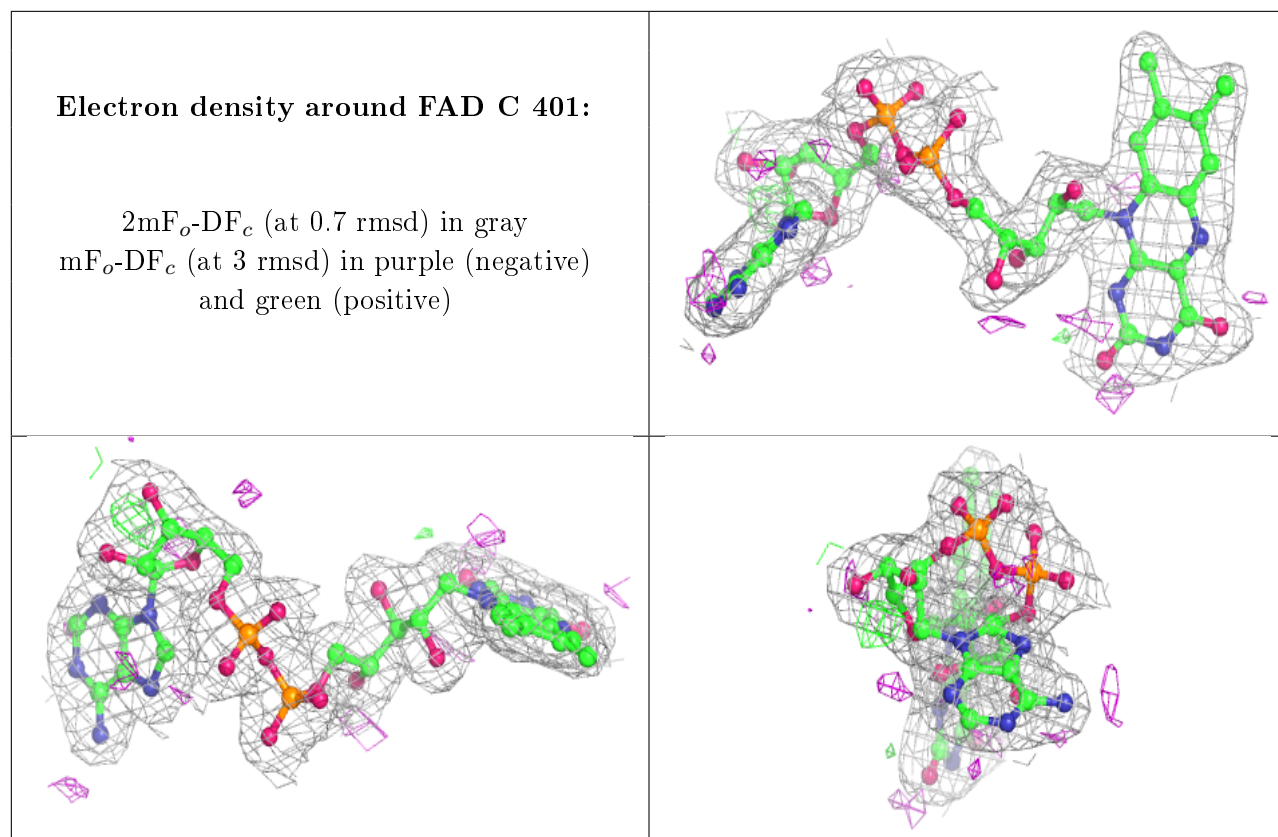 Electron density around FAD C 401:
2mFo-DFc (at 0.7 rmsd) in gray
mFo-DFc (at 3 rmsd) in purple (negative)
and green (positive)